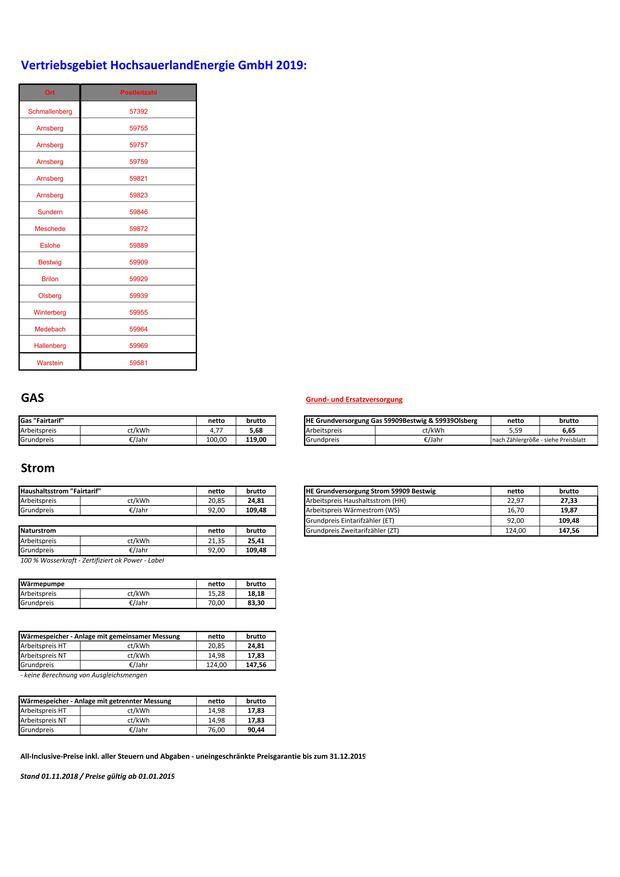 Vertriebsgebiet HochsauerlandEnergie GmbH 2019:
Ort Postleitzahl
Schmallenberg 57392
Arnsberg 59755
Arnsberg 59757
Arnsberg 59759
Arnsberg 59821
Arnsberg 59823
Sundern 59846
Meschede 59872
Eslohe 59889
Bestwig 59909
Brilon 59929
Olsberg 59939
Winterberg 59955
Medebach 59964
Hallenberg 59969
Warstein 59581
GAS
Gas "Fairtarif" netto brutto
Arbeitspreis ct/kWh 4,77 5,68
Grundpreis €/Jahr 100,00 119,00
Grund- und Ersatzversorgung
HE Grundversorgung Gas 59909Bestwig & 59939Olsberg netto brutto
Arbeitspreis ct/kWh 5,59 6,65
Grundpreis €/Jahr nach Zählergröße - siehe Preisblatt
Strom
Haushaltsstrom "Fairtarif" netto brutto
Arbeitspreis ct/kWh 20,85 24,81
Grundpreis €/Jahr 92,00 109,48
HE Grundversorgung Strom 59909 Bestwig netto brutto
Arbeitspreis Haushaltsstrom (HH) 22,97 27,33
Arbeitspreis Wärmestrom (WS) 16,70 19,87
Grundpreis Eintarifzähler (ET) 92,00 109,48
Grundpreis Zweitarifzähler (ZT) 124,00 147,56
Naturstrom netto brutto
Arbeitspreis ct/kWh 21,35 25,41
Grundpreis €/Jahr 92,00 109,48
100 % Wasserkraft - Zertifiziert ok Power - Label
Wärmepumpe netto brutto
Arbeitspreis ct/kWh 15,28 18,18
Grundpreis €/Jahr 70,00 83,30
Wärmespeicher - Anlage mit gemeinsamer Messung netto brutto
Arbeitspreis HT ct/kWh 20,85 24,81
Arbeitspreis NT ct/kWh 14,98 17,83
Grundpreis €/Jahr 124,00 147,56
- keine Berechnung von Ausgleichsmengen
Wärmespeicher - Anlage mit getrennter Messung netto brutto
Arbeitspreis HT ct/kWh 14,98 17,83
Arbeitspreis NT ct/kWh 14,98 17,83
Grundpreis €/Jahr 76,00 90,44
All-Inclusive-Preise inkl. aller Steuern und Abgaben - uneingeschränkte Preisgarantie bis zum 31.12.2019
Stand 01.11.2018 / Preise gültig ab 01.01.2019